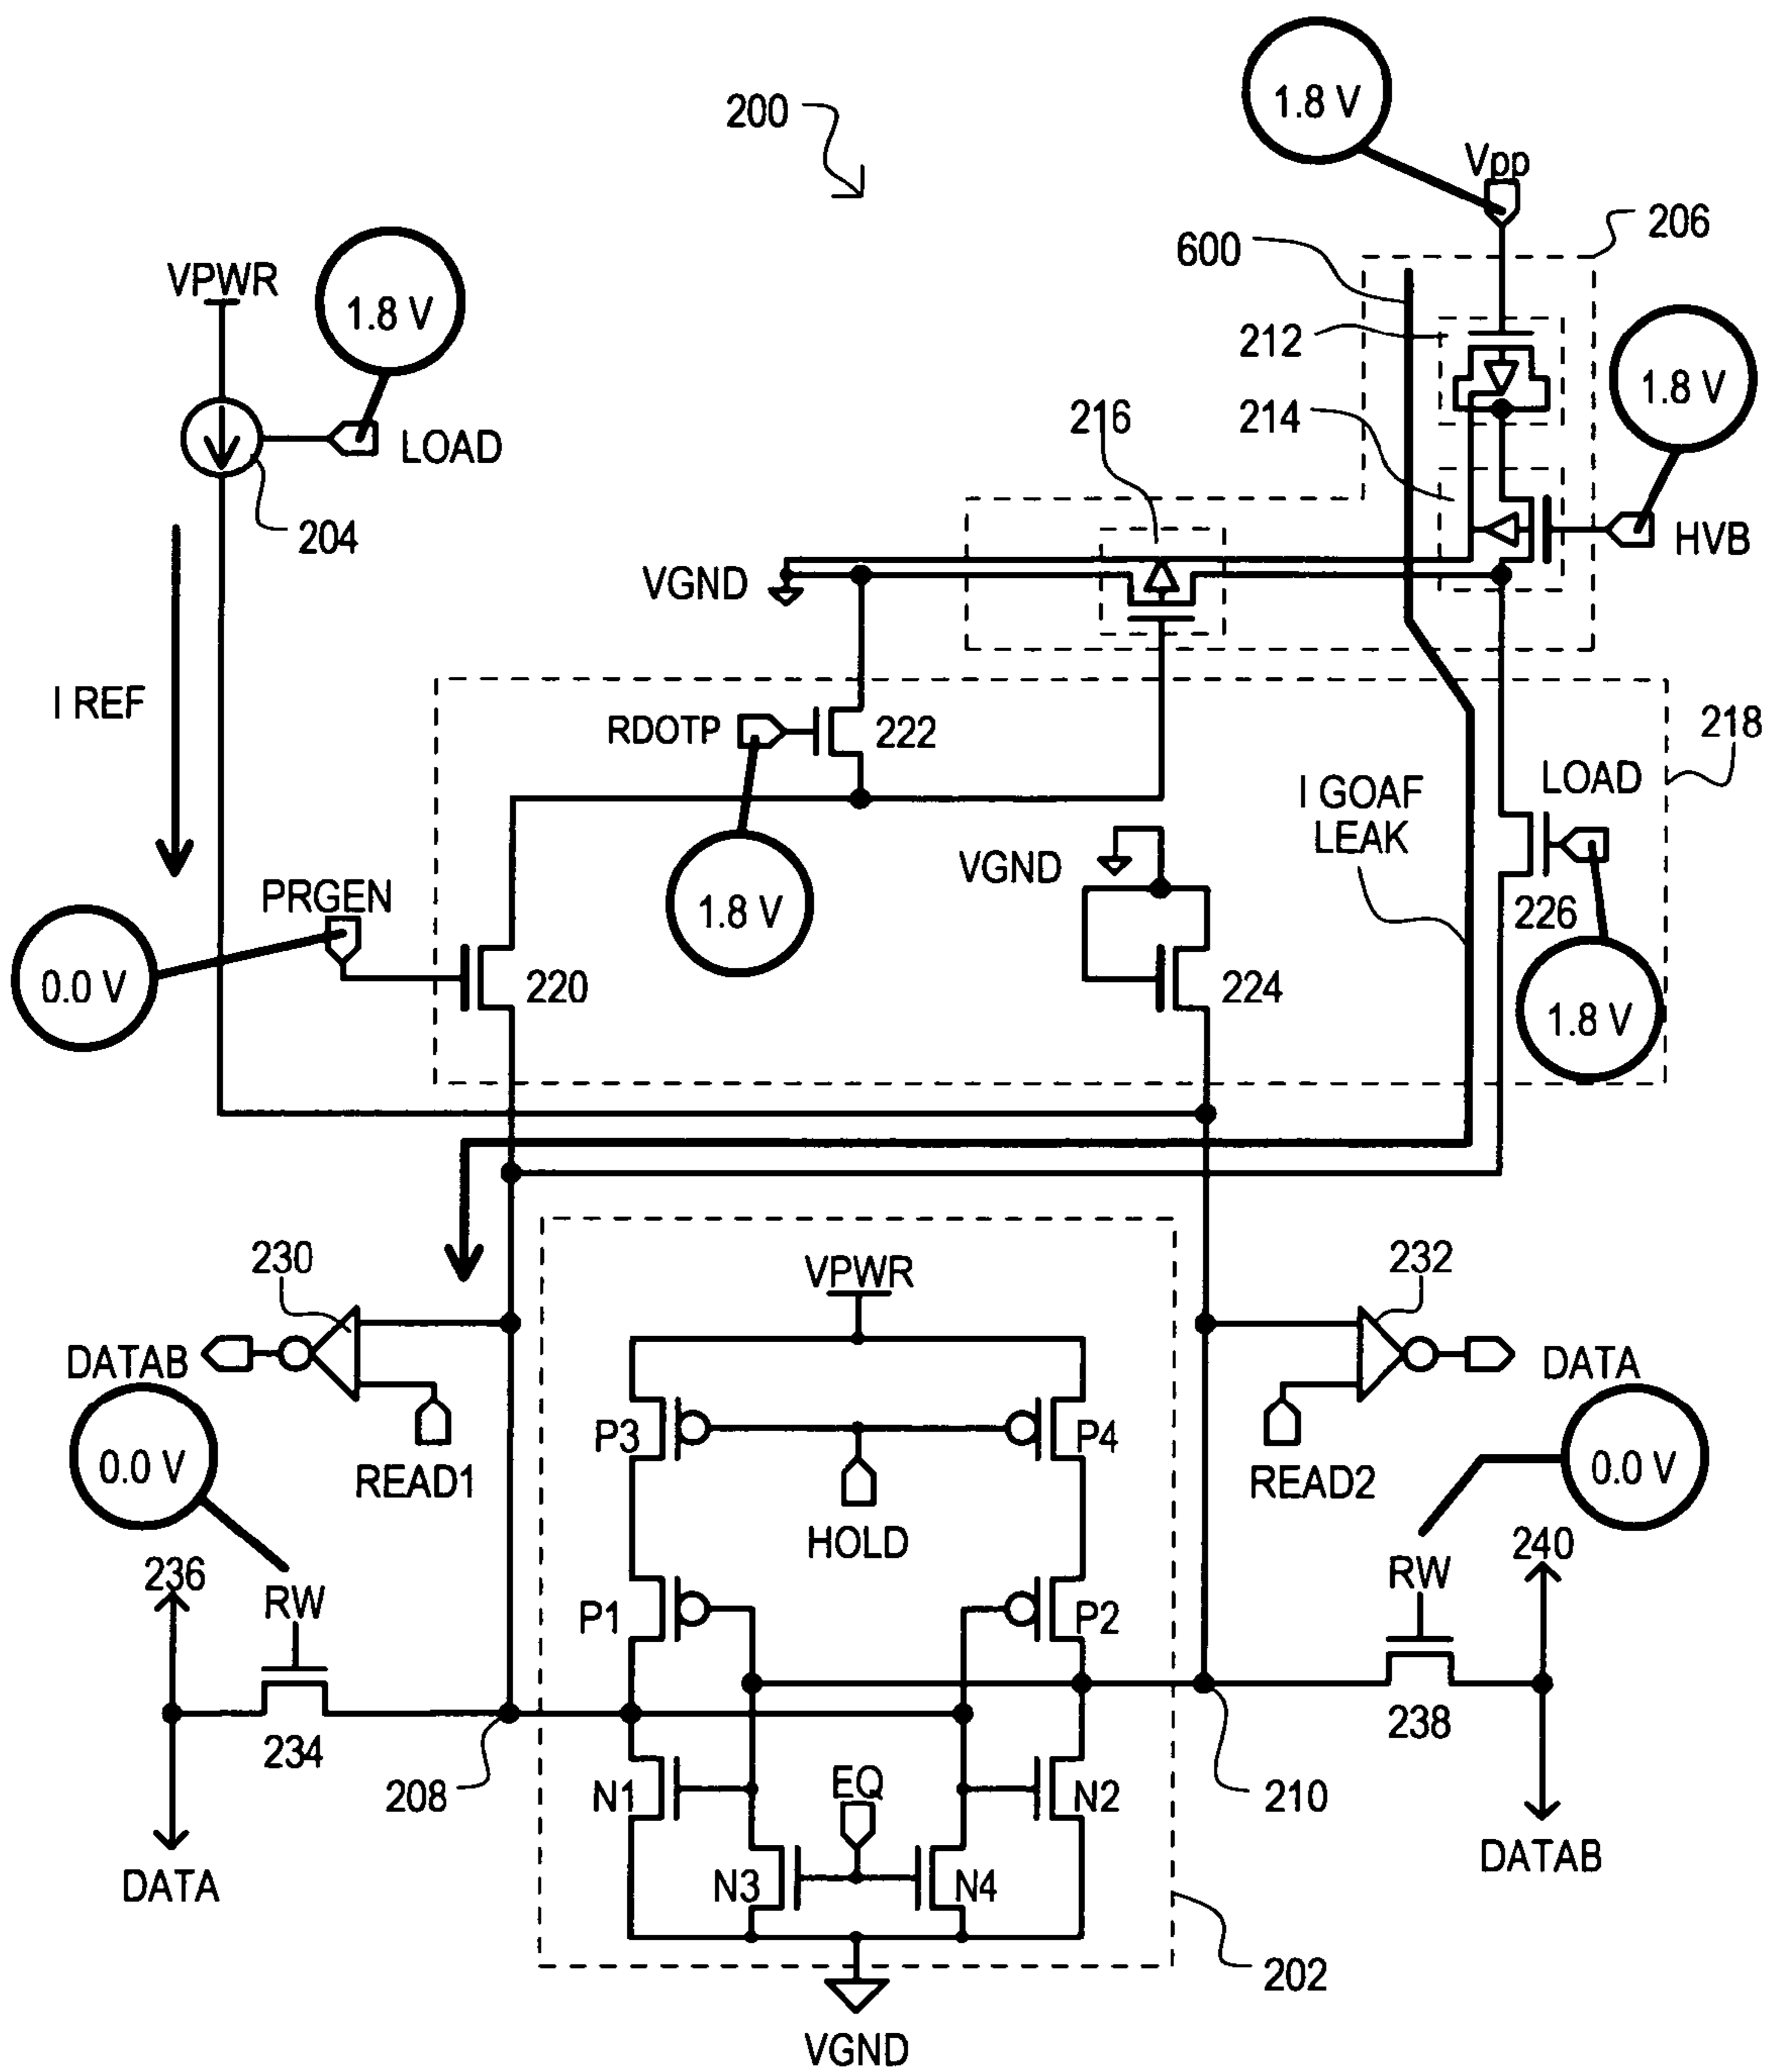 200
1.8 V
Vpp
206
600
VPWR
1.8 V
212
1.8 V
LOAD
204
216
214
HVB
VGND
I REF
RDOTP
222
218
I GOAF
LEAK
LOAD
VGND
PRGEN
1.8 V
226
0.0 V
220
224
1.8 V
230
VPWR
232
DATAB
DATA
P3
P4
0.0 V
READ1
READ2
0.0 V
HOLD
236
RW
240
RW
P1
P2
234
238
208
N1
EQ
N2
210
DATA
N3
N4
DATAB
202
VGND